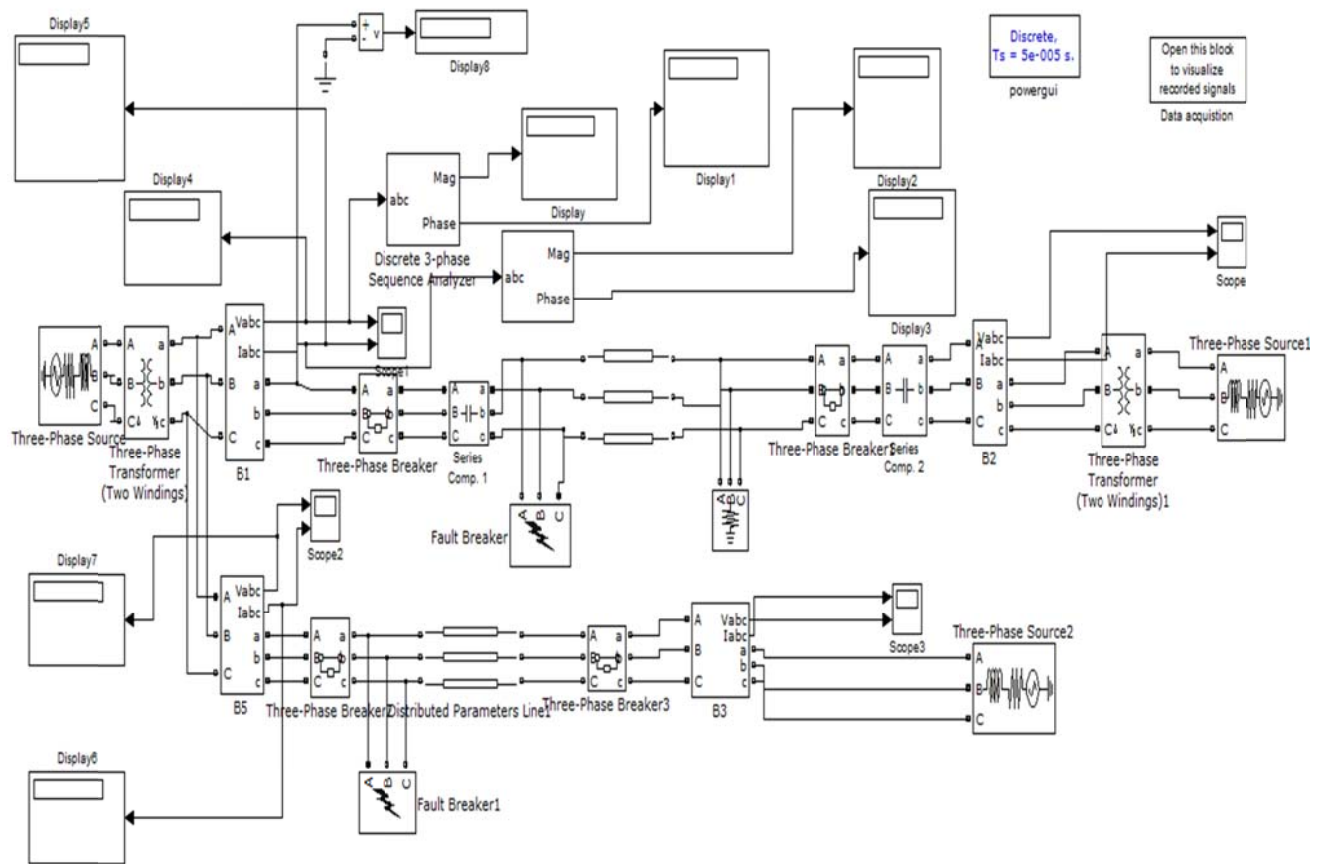 Display5
+
-
v
Display8
Discrete,
Ts = 5e-005 s.
powergui
Open this block
to visualize
recorded signals
Data acquistion
Display4
abc
Mag
Phase
Discrete 3-phase
Sequence Analyzer
Display
Display1
Display2
abc
Mag
Phase
Display3
Scope
A
B
C
Three-Phase Source
A
B
C
a
b
c
Three-Phase
Transformer
(Two Windings)
A
B
C
Vabc
Iabc
a
b
c
B1
Scope1
A
B
C
a
b
c
Three-Phase Breaker
A
B
C
a
b
c
Series
Comp. 1
A
B
C
Fault Breaker
A
B
C
A
B
C
a
b
c
Three-Phase Breaker1
A
B
C
a
b
c
Series
Comp. 2
A
B
C
Vabc
Iabc
a
b
c
B2
A
B
C
a
b
c
Three-Phase
Transformer
(Two Windings)1
Three-Phase Source1
A
B
C
Scope2
Display7
A
B
C
Vabc
Iabc
a
b
c
B5
A
B
C
a
b
c
Three-Phase Breaker2
Distributed Parameters Line1
A
B
C
a
b
c
Three-Phase Breaker3
A
B
C
Vabc
Iabc
a
b
c
B3
Scope3
Three-Phase Source2
A
B
C
Display6
A
B
C
Fault Breaker1